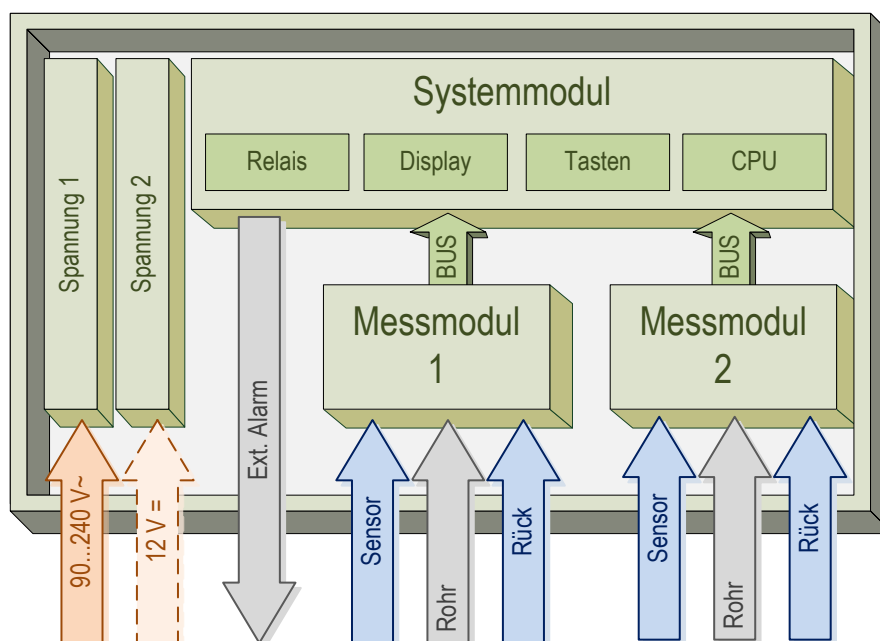 Systemmodul
Relais
Display
Tasten
CPU
Spannung 1
Spannung 2
BUS
BUS
Messmodul
1
Messmodul
2
90...240 V~
12 V =
Ext. Alarm
Sensor
Rohr
Rück
Sensor
Rohr
Rück